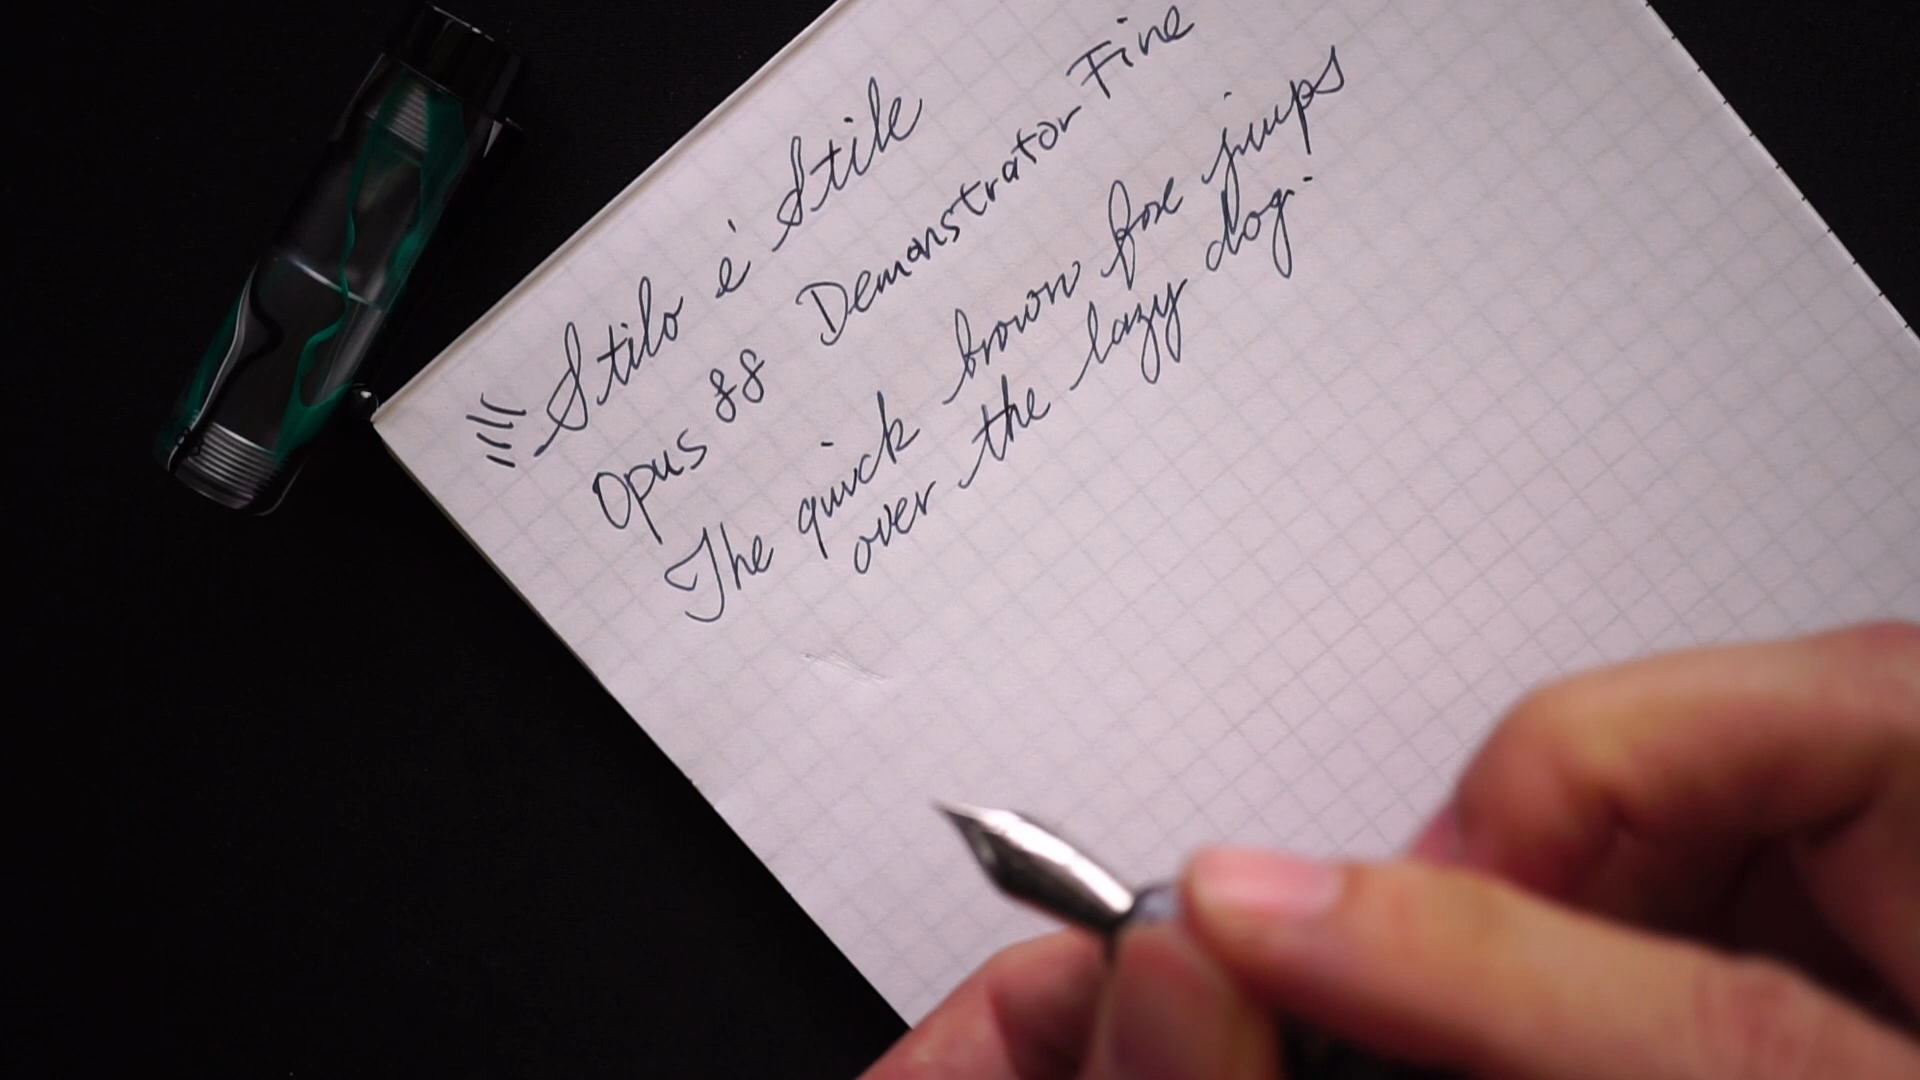 Stilo è Stile
Opus 88 Demonstrator Fine
The quick brown fox jumps
over the lazy dog.